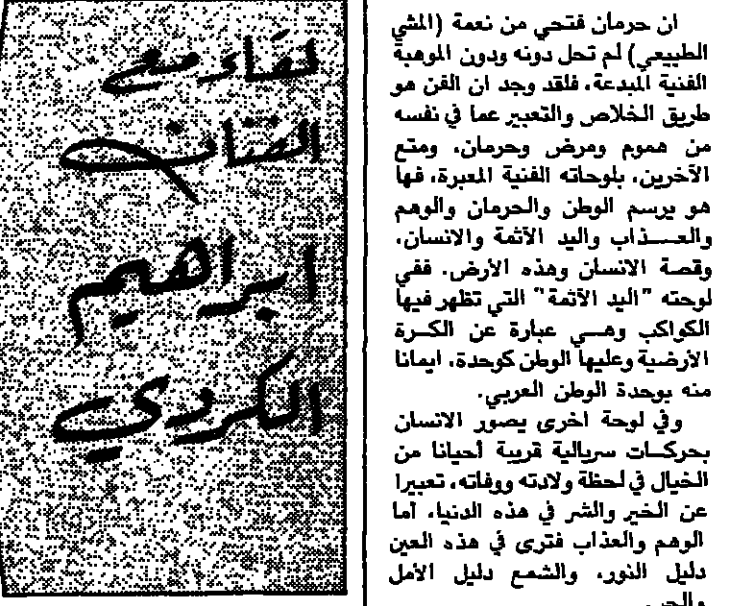 ان حرمان فتحي من نعمة (المشي
الطبيعي) لم تحل دونه ودون الموهبة
الفنية المبدعة، فلقد وجد ان الفن هو
طريق الخلاص والتعبير عما في نفسه
من هموم ومرض وحرمان، ومتع
الآخرين، بلوحاته الفنية المعبرة، فها
هو يرسم الوطن والحرمان والوهم
والعـــذاب واليد الآثمة والانسان،
وقصة الانسان وهذه الأرض. ففي
لوحته "اليد الآثمة" التي تظهر فيها
الكواكب وهـــي عبارة عن الكــرة
الأرضية وعليها الوطن كوحدة، ايمانا
منه بوحدة الوطن العربي.
وفي لوحة اخرى يصور الانسان
بحركــات سريالية قريبة أحيانا من
الخيال في لحظة ولادته ووفاته، تعبيرا
عن الخير والشر في هذه الدنيا، أما
الوهم والعذاب فترى في هذه العين
دليل النور، والشمع دليل الأمل
لقاء مع
الفنان
ابراهيم
الكردي